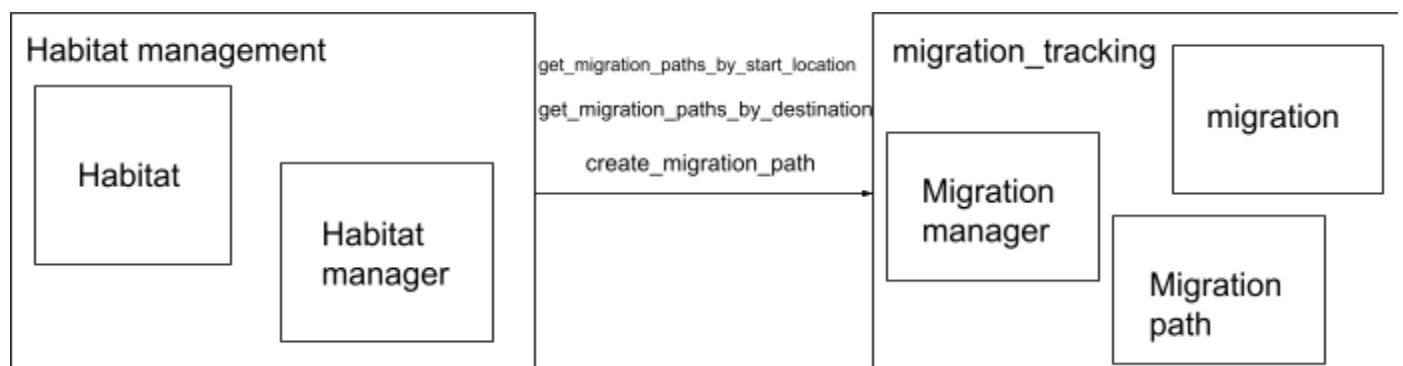 Habitat management
Habitat
Habitat
manager
get_migration_paths_by_start_location
get_migration_paths_by_destination
create_migration_path
migration_tracking
migration
Migration
manager
Migration
path